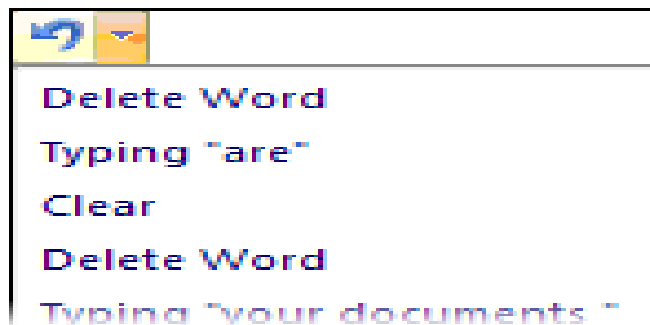 Delete Word
Typing "are"
Clear
Delete Word
Typing "your documents "